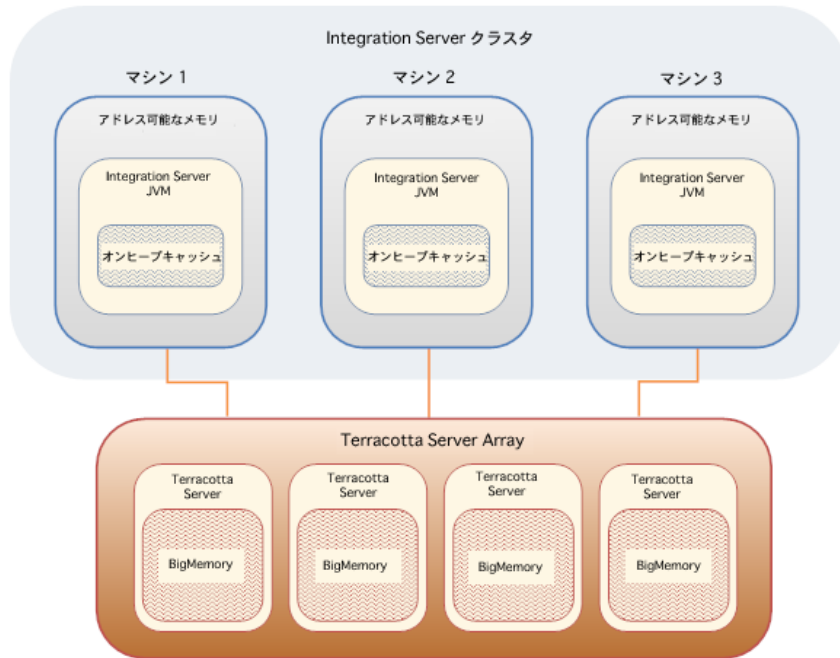 Integration Server クラスタ
マシン 1
マシン 2
マシン 3
アドレス可能なメモリ
アドレス可能なメモリ
アドレス可能なメモリ
Integration Server
JVM
Integration Server
JVM
Integration Server
JVM
オンヒープキャッシュ
オンヒープキャッシュ
オンヒープキャッシュ
Terracotta Server Array
Terracotta
Server
Terracotta
Server
Terracotta
Server
Terracotta
Server
BigMemory
BigMemory
BigMemory
BigMemory